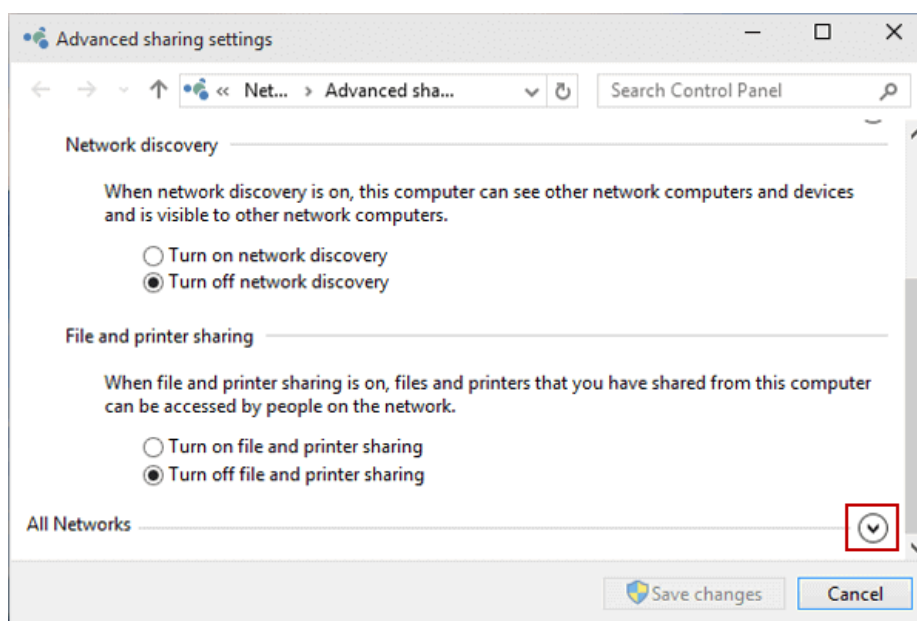 Advanced sharing settings
« Net... › Advanced sha...
Search Control Panel
Network discovery
When network discovery is on, this computer can see other network computers and devices
and is visible to other network computers.
Turn on network discovery
Turn off network discovery
File and printer sharing
When file and printer sharing is on, files and printers that you have shared from this computer
can be accessed by people on the network.
Turn on file and printer sharing
Turn off file and printer sharing
All Networks
Save changes
Cancel